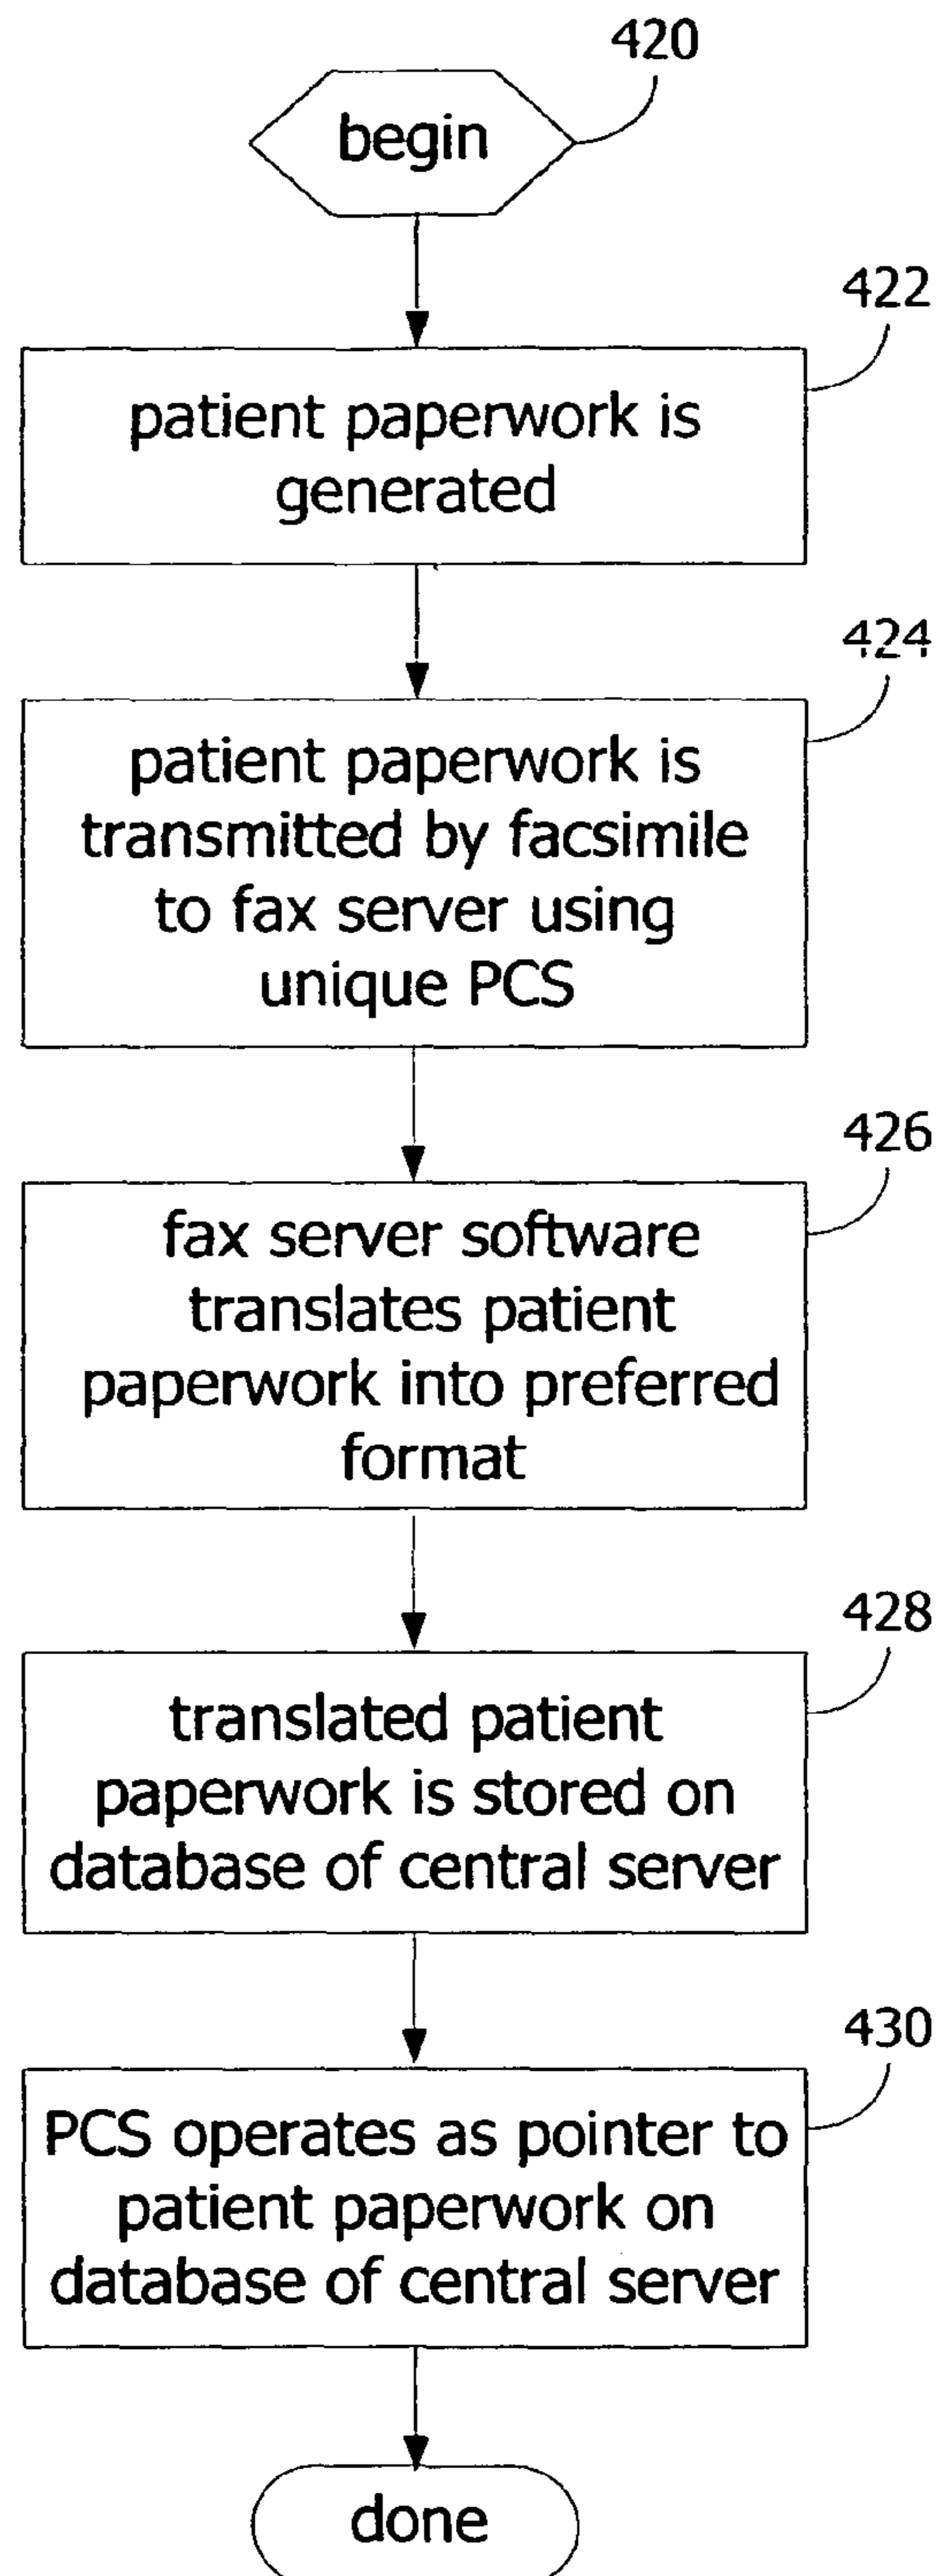 420
begin
422
patient paperwork is
generated
424
patient paperwork is
transmitted by facsimile
to fax server using
unique PCS
426
fax server software
translates patient
paperwork into preferred
format
428
translated patient
paperwork is stored on
database of central server
430
PCS operates as pointer to
patient paperwork on
database of central server
done